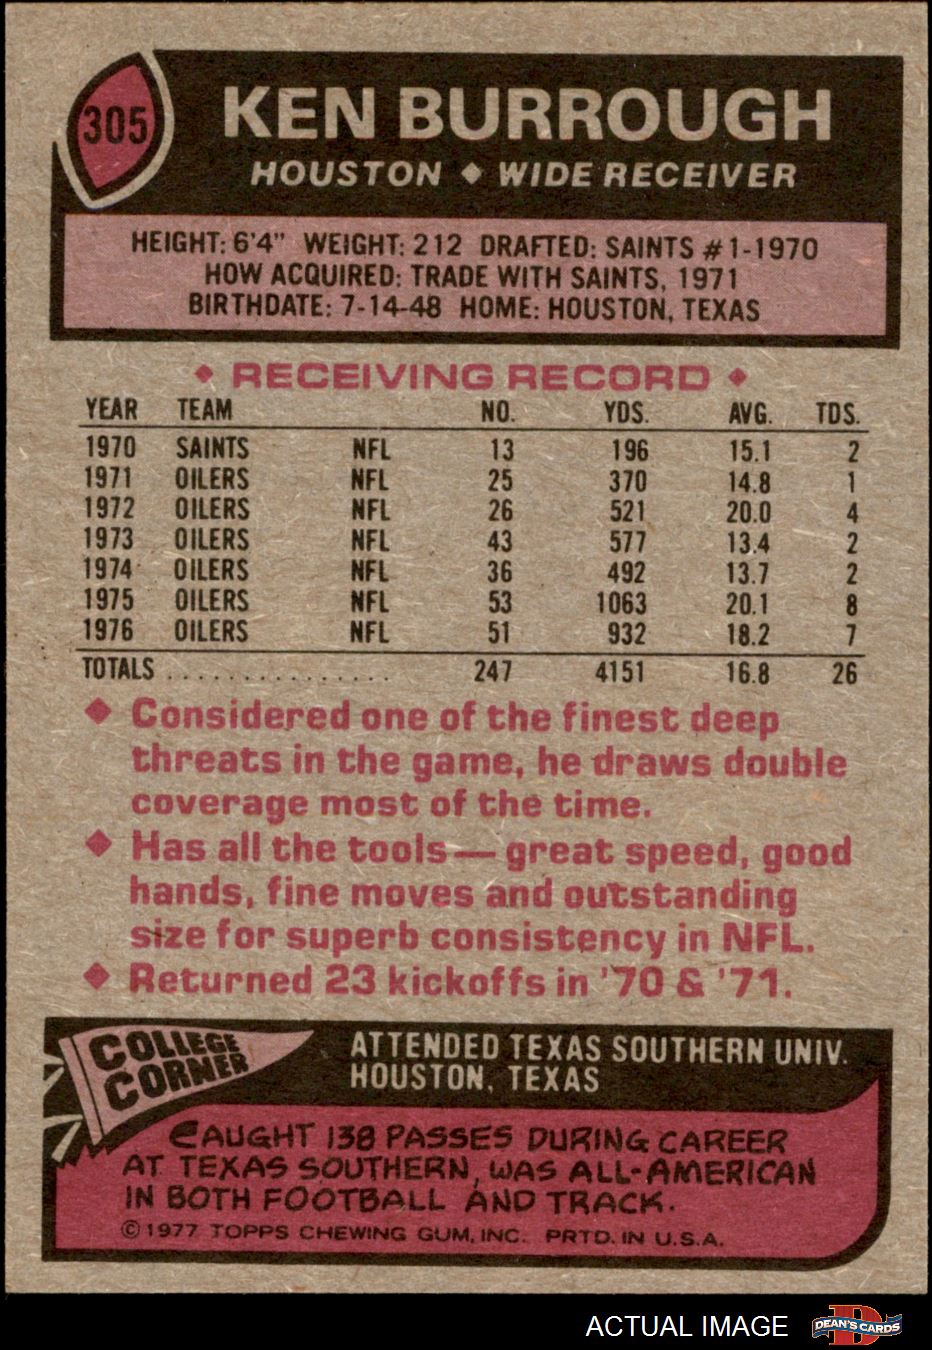 305
KEN BURROUGH
HOUSTON ◆ WIDE RECEIVER
HEIGHT: 6'4" WEIGHT: 212 DRAFTED: SAINTS #1-1970
HOW ACQUIRED: TRADE WITH SAINTS, 1971
BIRTHDATE: 7-14-48 HOME: HOUSTON, TEXAS
◆ RECEIVING RECORD ◆
YEAR TEAM NO. YDS. AVG. TDS.
1970 SAINTS NFL 13 196 15.1 2
1971 OILERS NFL 25 370 14.8 1
1972 OILERS NFL 26 521 20.0 4
1973 OILERS NFL 43 577 13.4 2
1974 OILERS NFL 36 492 13.7 2
1975 OILERS NFL 53 1063 20.1 8
1976 OILERS NFL 51 932 18.2 7
TOTALS . . . . . . . . . . . . . . . 247 4151 16.8 26
◆ Considered one of the finest deep
threats in the game, he draws double
coverage most of the time.
◆ Has all the tools—great speed, good
hands, fine moves and outstanding
size for superb consistency in NFL.
◆ Returned 23 kickoffs in '70 & '71.
COLLEGE
CORNER
ATTENDED TEXAS SOUTHERN UNIV.
HOUSTON, TEXAS
CAUGHT 138 PASSES DURING CAREER
AT TEXAS SOUTHERN, WAS ALL-AMERICAN
IN BOTH FOOTBALL AND TRACK.
©1977 TOPPS CHEWING GUM, INC. PRTD. IN U.S.A.
ACTUAL IMAGE
D
DEAN'S CARDS